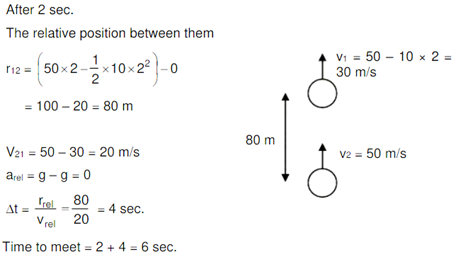 After 2 sec.
The relative position between them
r₁₂ = (50×2−1/2×10×2²)−0
= 100 − 20 = 80 m
V₂₁ = 50 − 30 = 20 m/s
aᵣₑₗ = g − g = 0
Δt = rᵣₑₗ/Vᵣₑₗ = 80/20 = 4 sec.
Time to meet = 2 + 4 = 6 sec.
v₁ = 50 − 10 × 2 =
30 m/s
80 m
v₂ = 50 m/s